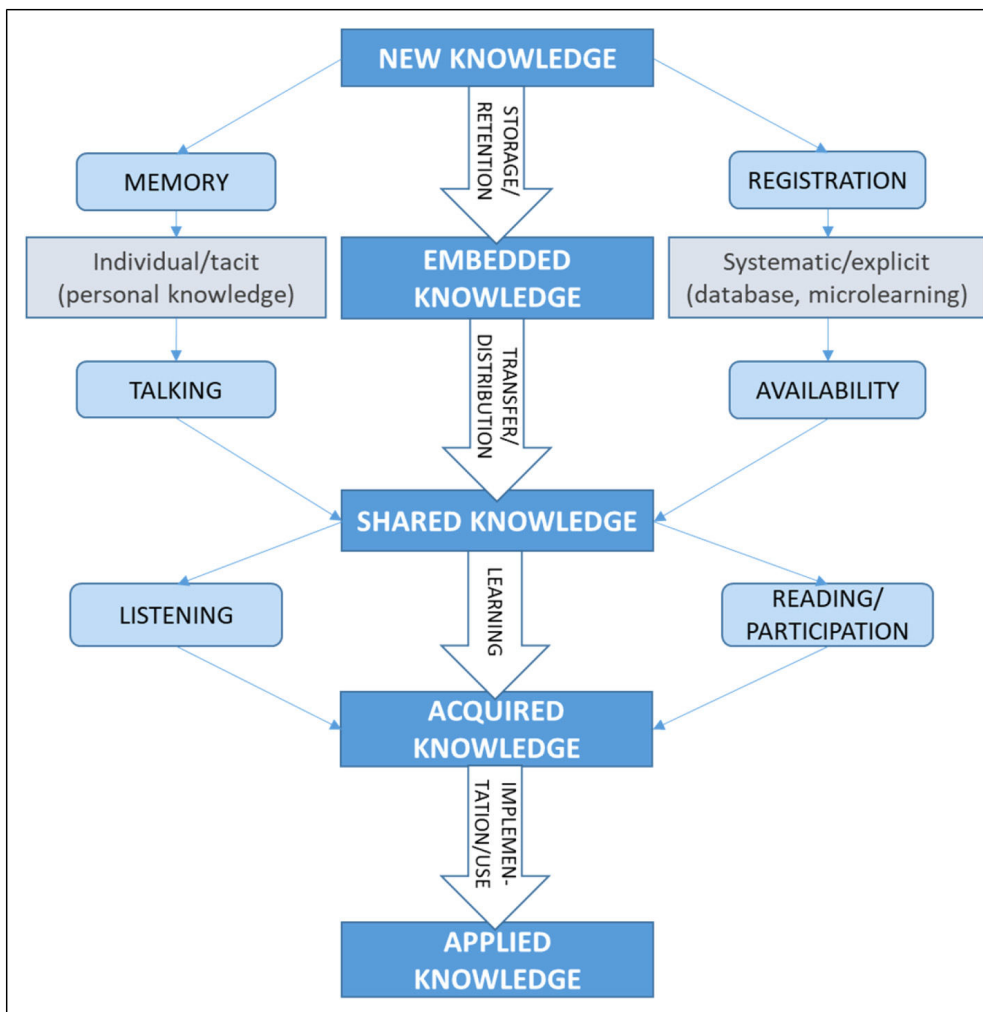 NEW KNOWLEDGE
STORAGE/
RETENTION
MEMORY
REGISTRATION
Individual/tacit
(personal knowledge)
EMBEDDED
KNOWLEDGE
Systematic/explicit
(database, microlearning)
TRANSFER/
DISTRIBUTION
TALKING
AVAILABILITY
SHARED KNOWLEDGE
LEARNING
LISTENING
READING/
PARTICIPATION
ACQUIRED
KNOWLEDGE
IMPLEMEN-
TATION/USE
APPLIED
KNOWLEDGE